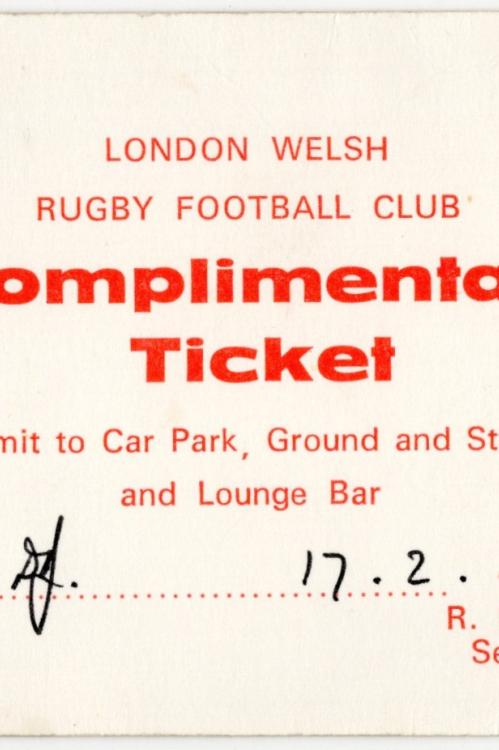 LONDON WELSH
RUGBY FOOTBALL CLUB
omplimenta
Ticket
mit to Car Park, Ground and St
and Lounge Bar
17.2.
R.
Se